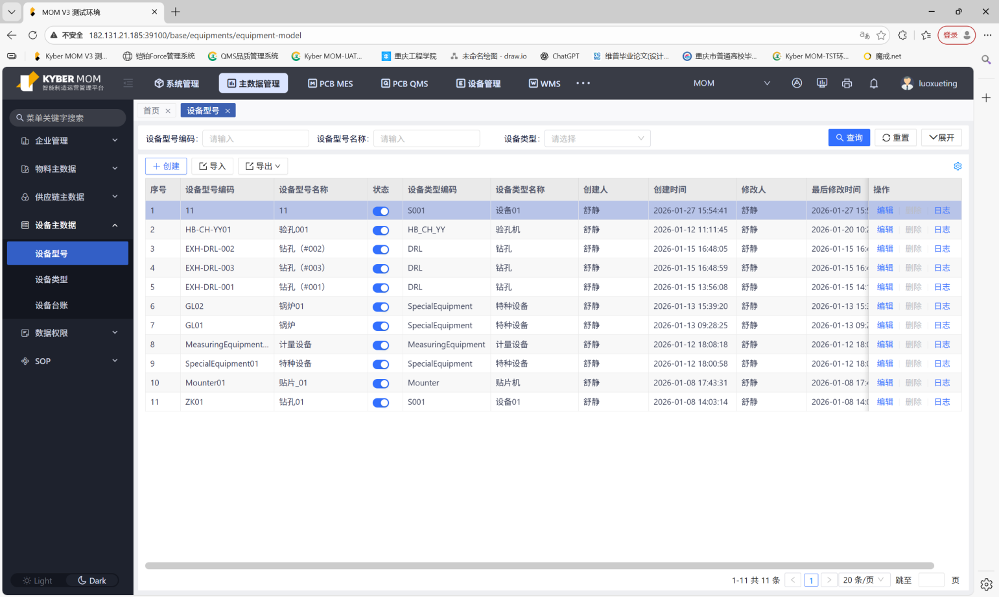 MOM V3 测试环境
不安全 182.131.21.185:39100/base/equipments/equipment-model 登录
Kyber MOM V3 测... 铠铂Force管理系统 QMS品质管理系统 Kyber MOM-UAT... 重庆工程学院 未命名绘图 - draw.io ChatGPT 维普毕业论文(设计... 重庆市普通高校毕... Kyber MOM-TST环... 魔戒.net
KYBER MOM
智能制造运营管理平台
系统管理 主数据管理 PCB MES PCB QMS 设备管理 WMS ··· MOM luoxueting
菜单关键字搜索
企业管理
物料主数据
供应链主数据
设备主数据
设备型号
设备类型
设备台账
数据权限
SOP
Light Dark
首页 设备型号
设备型号编码: 请输入 设备型号名称: 请输入 设备类型: 请选择 查询 重置 展开
创建 导入 导出
序号 设备型号编码 设备型号名称 状态 设备类型编码 设备类型名称 创建人 创建时间 修改人 最后修改时间 操作
1 11 11 S001 设备01 舒静 2026-01-27 15:54:41 舒静 2026-01-27 15:5 编辑 删除 日志
2 HB-CH-YY01 验孔001 HB_CH_YY 验孔机 舒静 2026-01-12 11:11:45 舒静 2026-01-20 10:2 编辑 删除 日志
3 EXH-DRL-002 钻孔（#002） DRL 钻孔 舒静 2026-01-15 16:48:05 舒静 2026-01-15 16:4 编辑 删除 日志
4 EXH-DRL-003 钻孔（#003） DRL 钻孔 舒静 2026-01-15 16:48:59 舒静 2026-01-15 16:4 编辑 删除 日志
5 EXH-DRL-001 钻孔（#001） DRL 钻孔 舒静 2026-01-15 13:56:08 舒静 2026-01-15 14: 编辑 删除 日志
6 GL02 锅炉01 SpecialEquipment 特种设备 舒静 2026-01-13 15:39:20 舒静 2026-01-13 15:3 编辑 删除 日志
7 GL01 锅炉 SpecialEquipment 特种设备 舒静 2026-01-13 09:28:25 舒静 2026-01-13 09:2 编辑 删除 日志
8 MeasuringEquipment... 计量设备 MeasuringEquipment 计量设备 舒静 2026-01-12 18:08:18 舒静 2026-01-12 18:0 编辑 删除 日志
9 SpecialEquipment01 特种设备 SpecialEquipment 特种设备 舒静 2026-01-12 18:00:58 舒静 2026-01-12 18:0 编辑 删除 日志
10 Mounter01 贴片_01 Mounter 贴片机 舒静 2026-01-08 17:43:31 舒静 2026-01-08 17:4 编辑 删除 日志
11 ZK01 钻孔01 S001 设备01 舒静 2026-01-08 14:03:14 舒静 2026-01-08 14:0 编辑 删除 日志
1-11 共 11 条 1 20 条/页 跳至 页